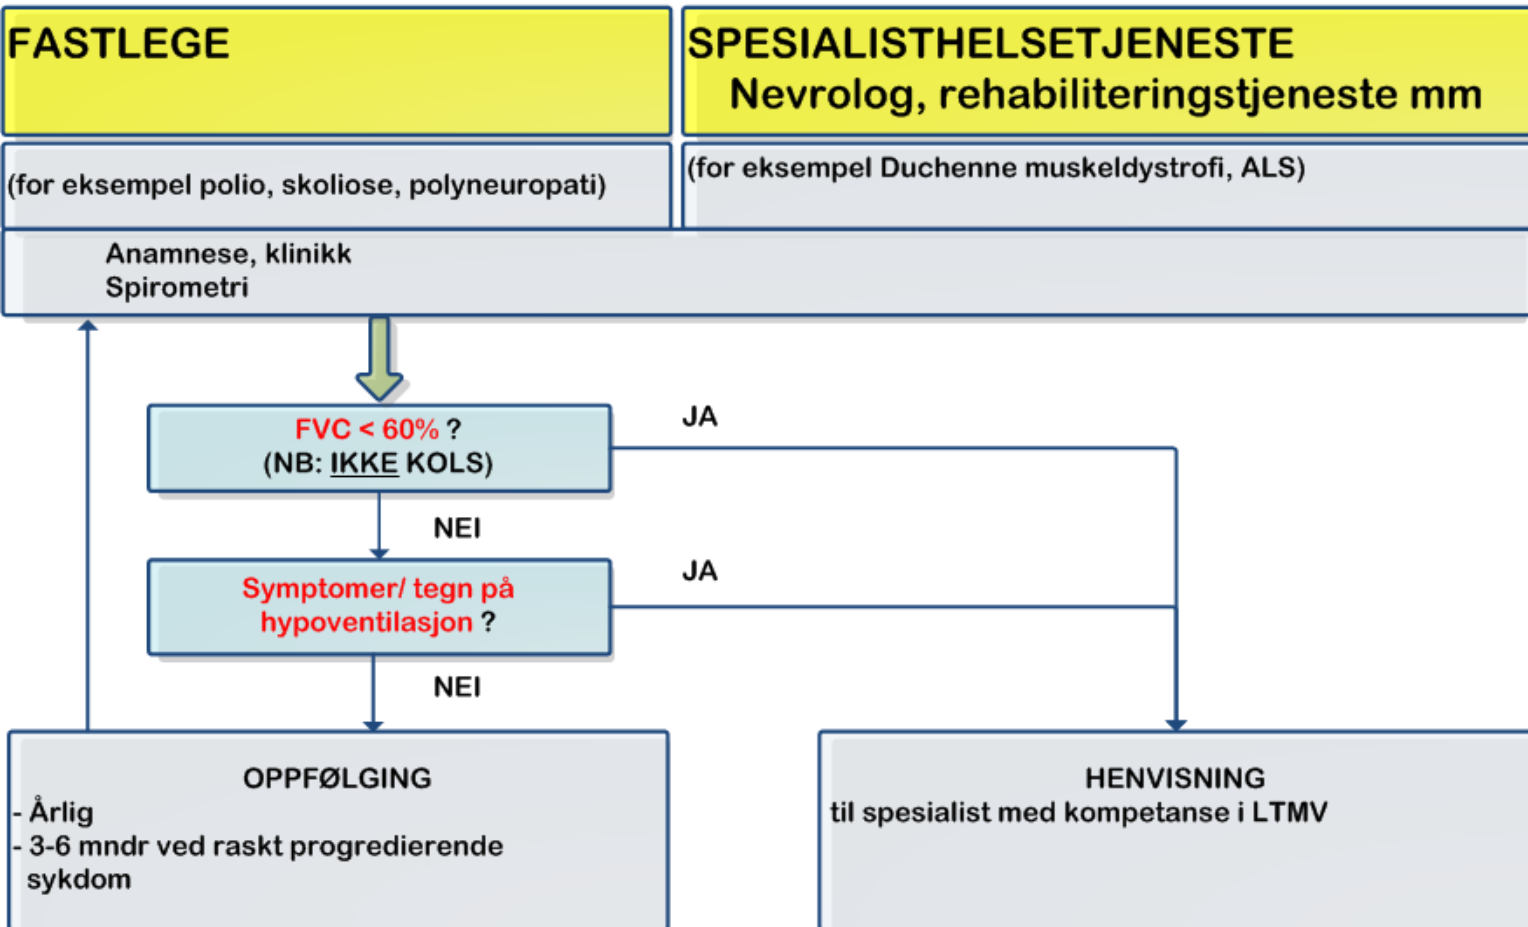 FASTLEGE
SPESIALISTHELSETJENESTE
Nevrolog, rehabiliteringstjeneste mm
(for eksempel polio, skoliose, polyneuropati)
(for eksempel Duchenne muskeldystrofi, ALS)
Anamnese, klinikk
Spirometri
FVC < 60% ?
(NB: IKKE KOLS)
JA
NEI
Symptomer/ tegn på
hypoventilasjon ?
JA
NEI
OPPFØLGING
- Årlig
- 3-6 mndr ved raskt progredierende
sykdom
HENVISNING
til spesialist med kompetanse i LTMV